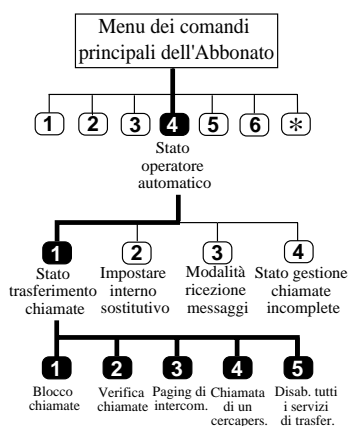 Menu dei comandi
principali dell'Abbonato
1 2 3 4 5 6 *
Stato
operatore
automatico
1 2 3 4
Stato
trasferimento
chiamate
Impostare
interno
sostitutivo
Modalità
ricezione
messaggi
Stato gestione
chiamate
incomplete
1 2 3 4 5
Blocco
chiamate
Verifica
chiamate
Paging di
intercom.
Chiamata
di un
cercapers.
Disab. tutti
i servizi
di trasfer.